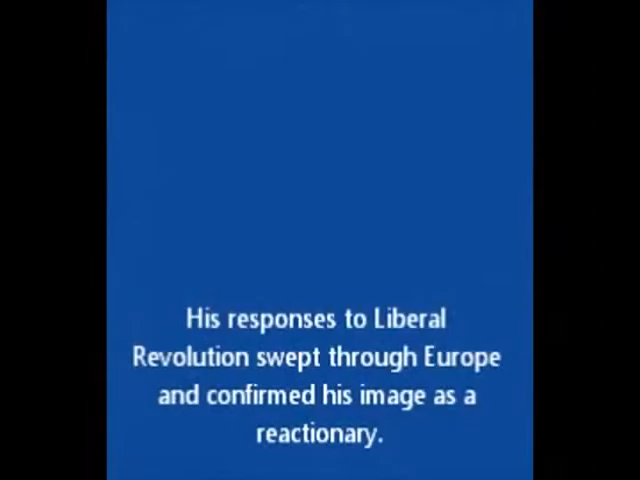 His responses to Liberal
Revolution swept through Europe
and confirmed his image as a
reactionary.